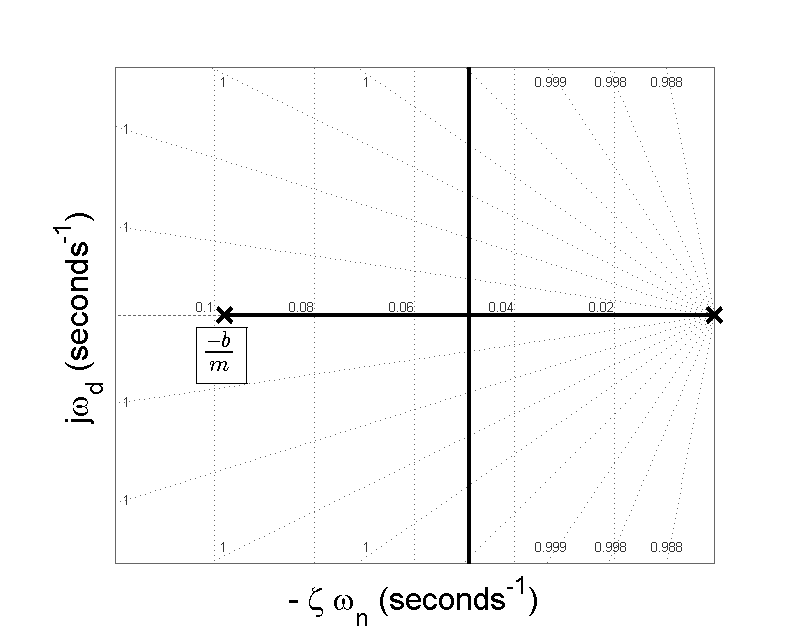 1 1 0.999 0.998 0.988
1
1
0.1 0.08 0.06 0.04 0.02
-b
m
1
1
1 1 0.999 0.998 0.988
jω_d (seconds⁻¹)
- ζ ω_n (seconds⁻¹)